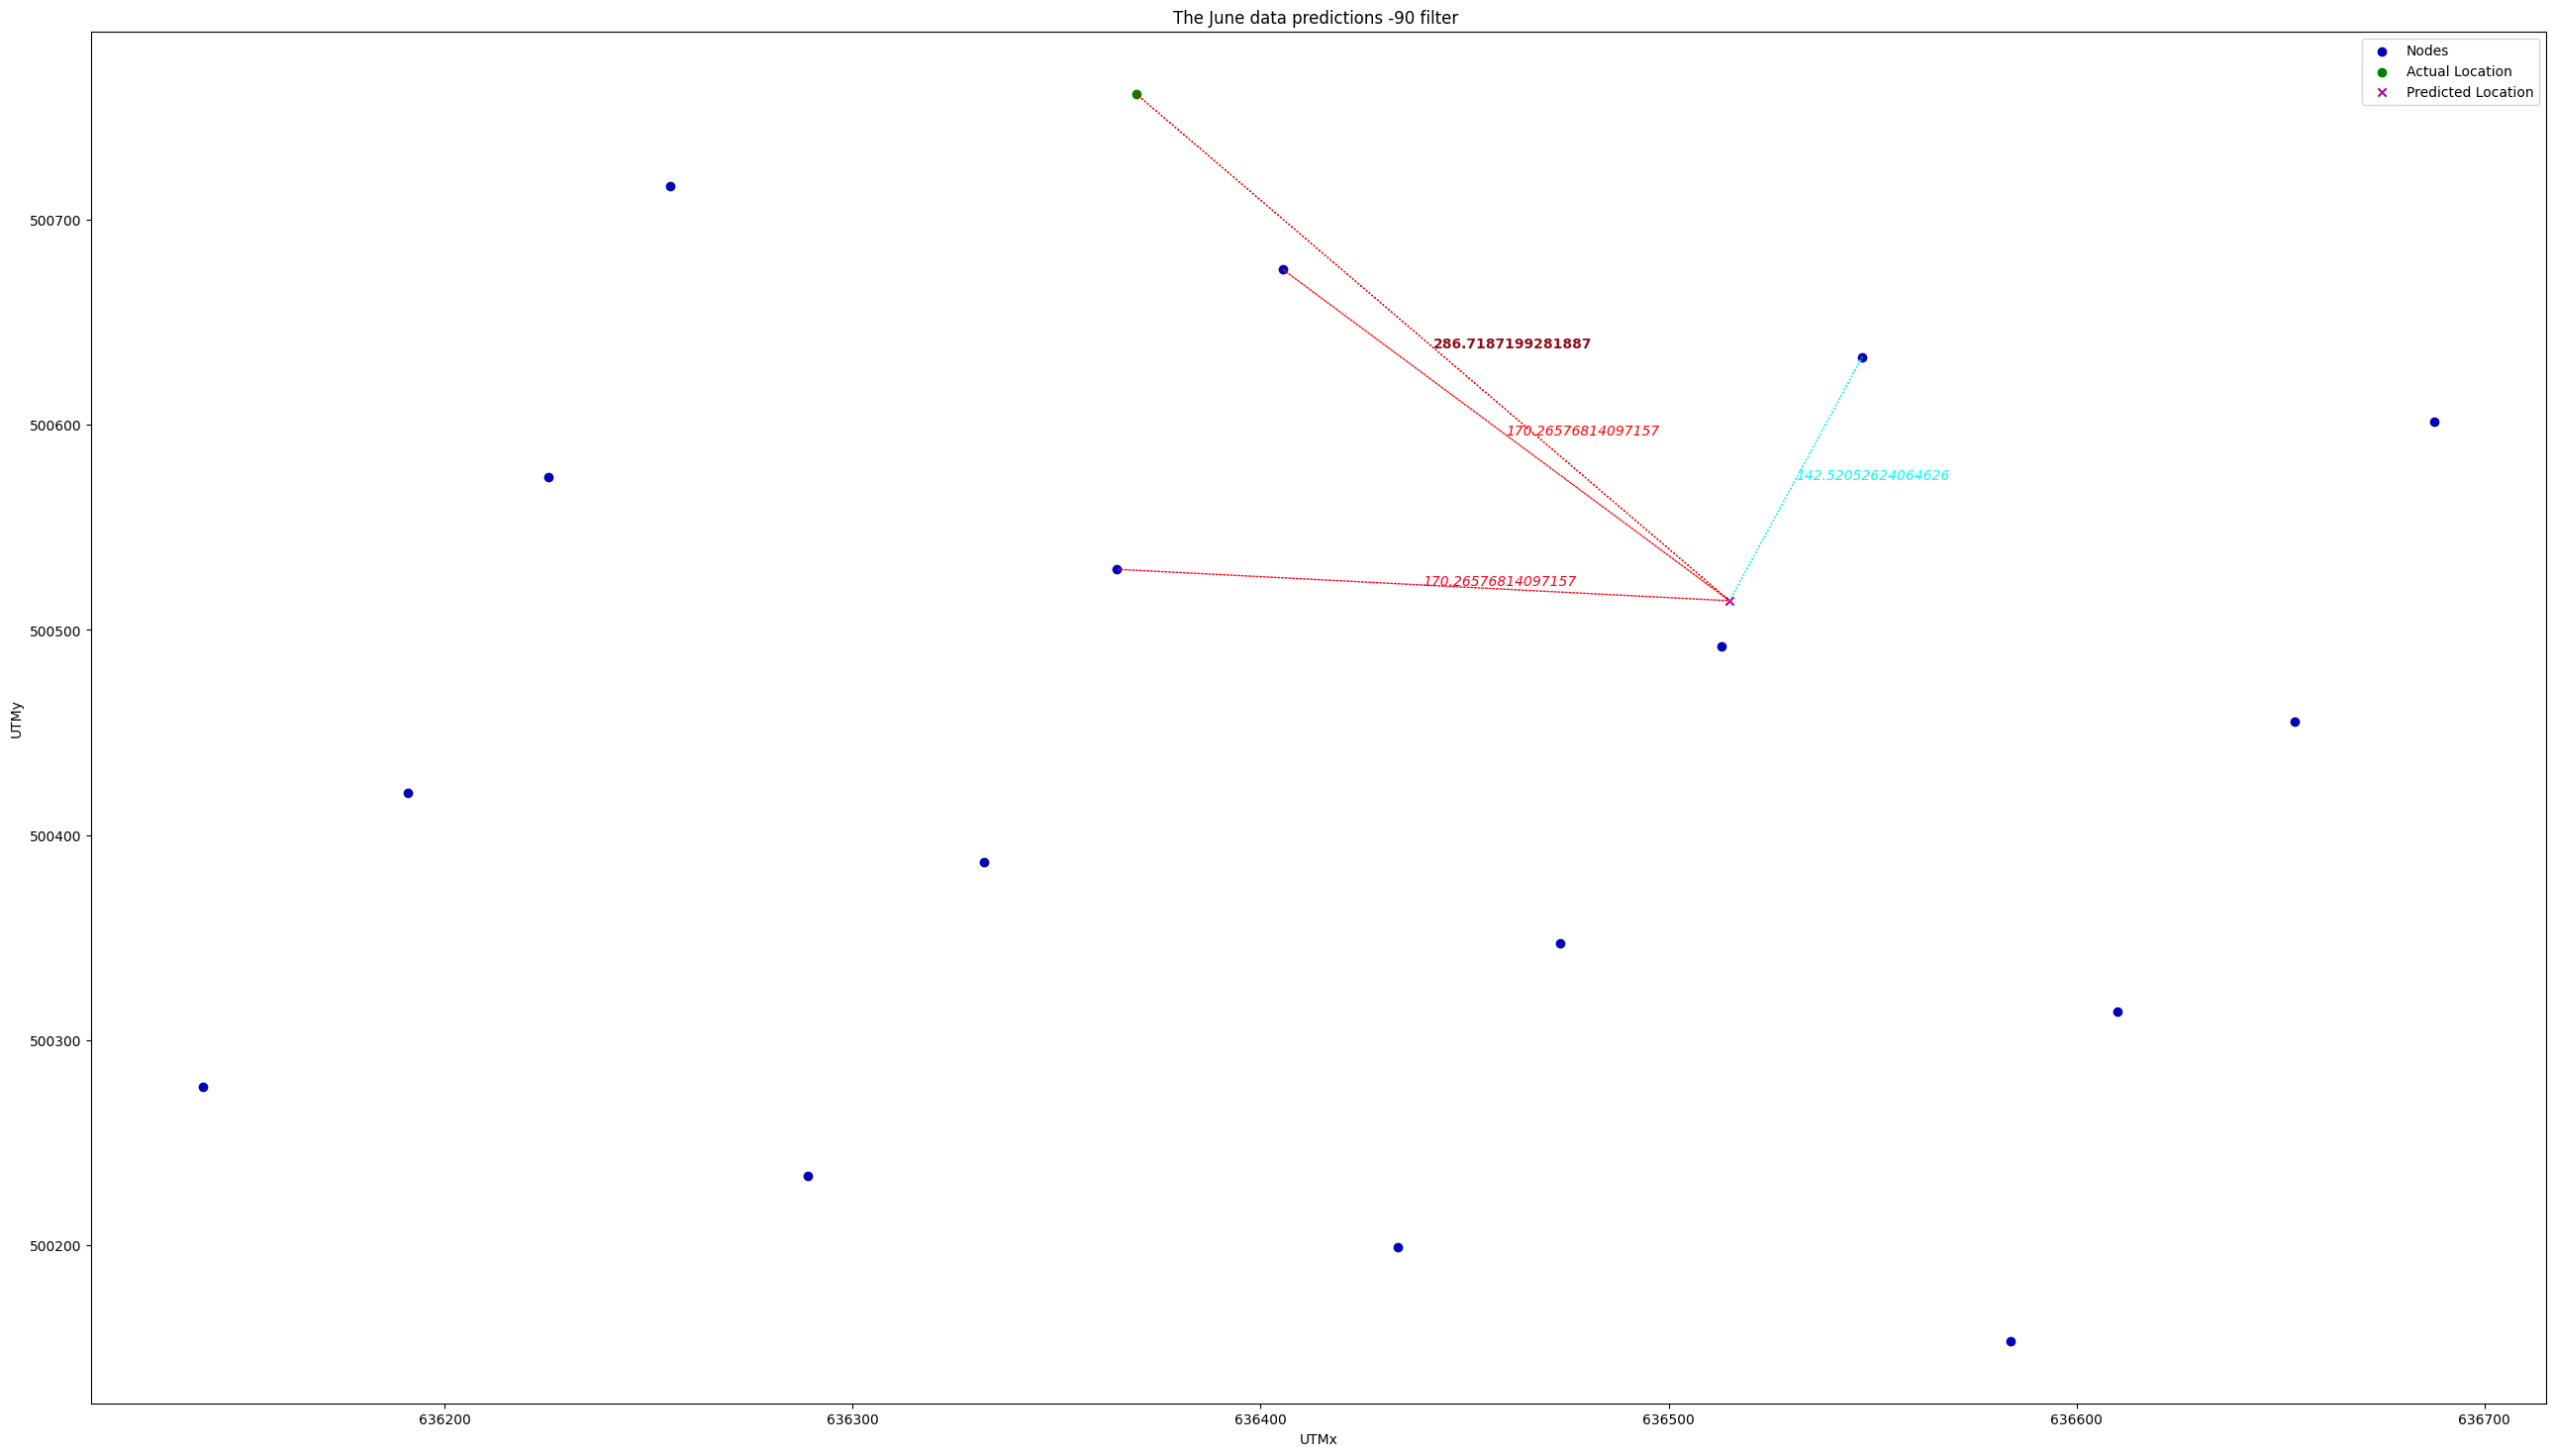 The June data predictions -90 filter
Nodes
Actual Location
Predicted Location
500700
286.7187199281887
500600
170.26576814097157
142.52052624064626
170.26576814097157
500500
UTMy
500400
500300
500200
636200
636300
636400
636500
636600
636700
UTMx